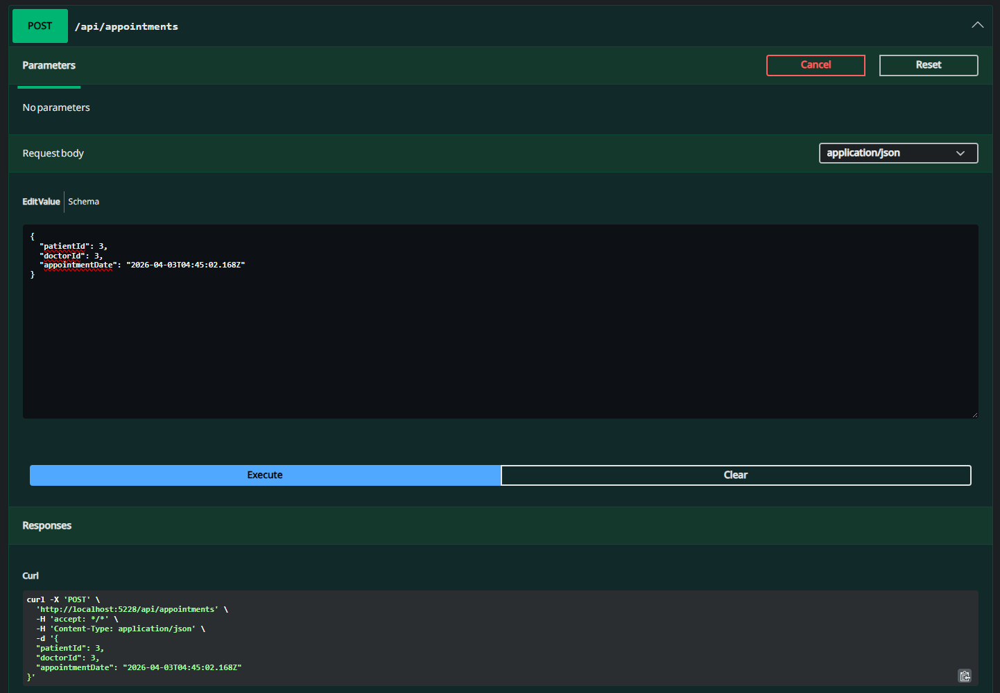 POST /api/appointments
Parameters
Cancel
Reset
No parameters
Request body
application/json
Edit Value
Schema
{
  "patientId": 3,
  "doctorId": 3,
  "appointmentDate": "2026-04-03T04:45:02.168Z"
}
Execute
Clear
Responses
Curl
curl -X 'POST' \
  'http://localhost:5228/api/appointments' \
  -H 'accept: */*' \
  -H 'Content-Type: application/json' \
  -d '{
  "patientId": 3,
  "doctorId": 3,
  "appointmentDate": "2026-04-03T04:45:02.168Z"
}'